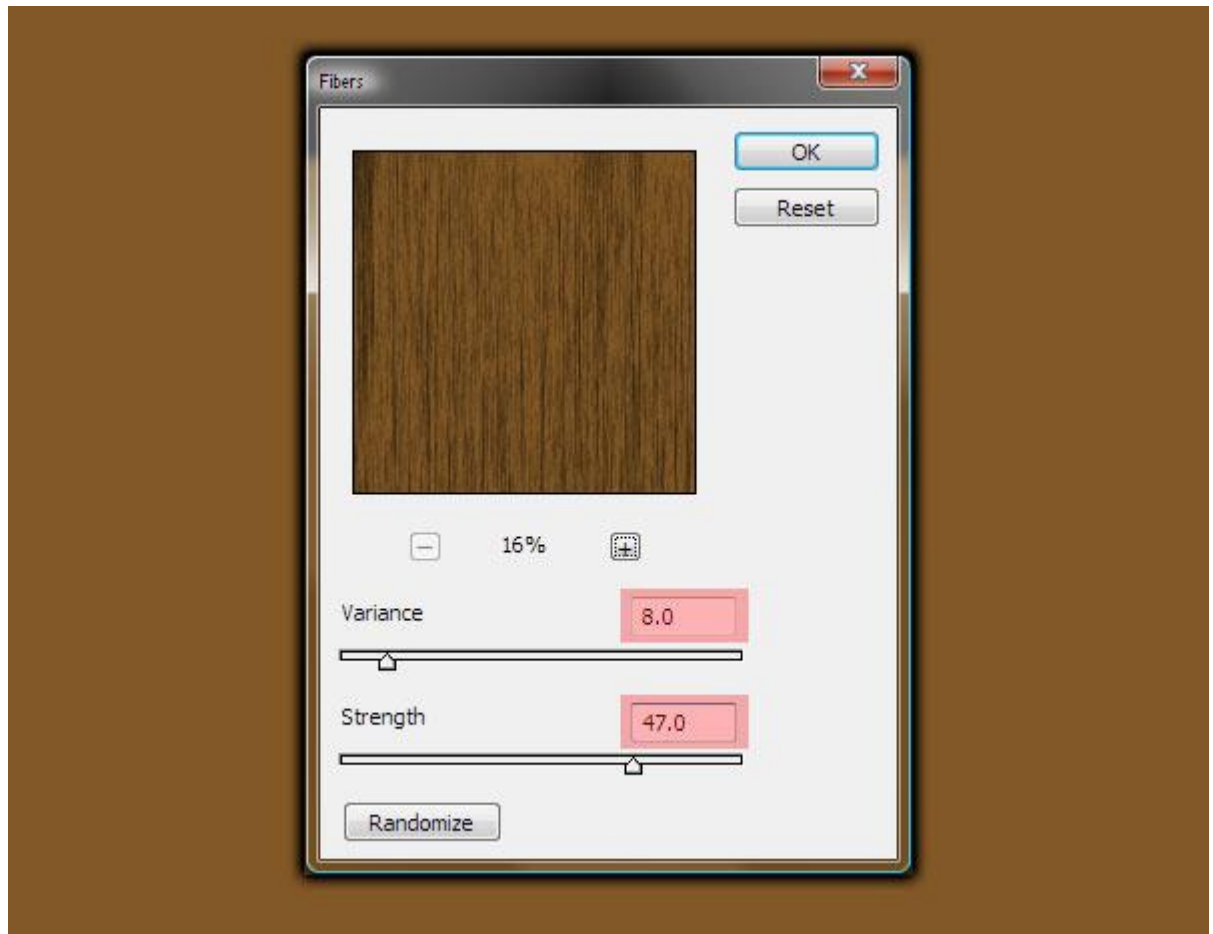 Fibers
OK
Reset
16%
Variance
8.0
Strength
47.0
Randomize